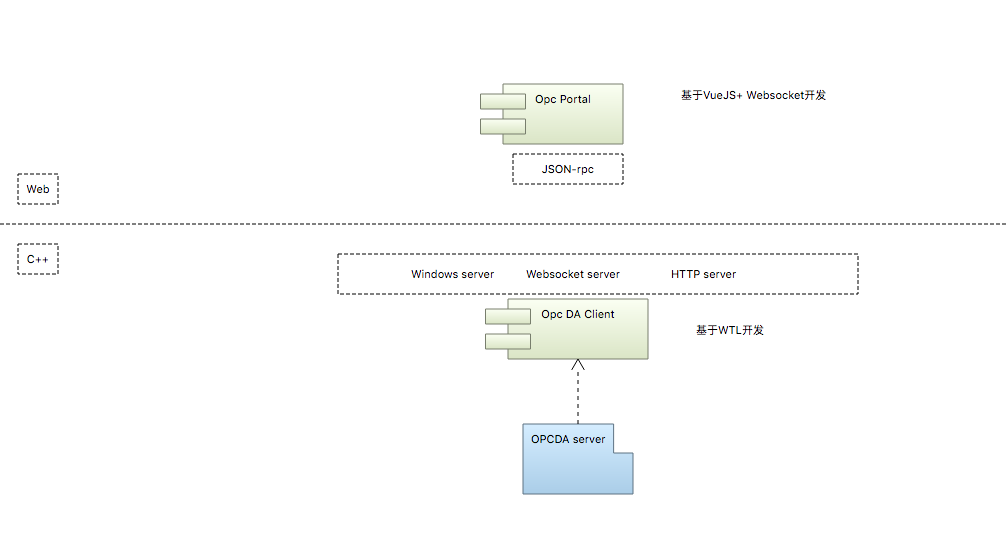 Opc Portal
基于VueJS+ Websocket开发
JSON-rpc
Web
C++
Windows server
Websocket server
HTTP server
Opc DA Client
基于WTL开发
OPCDA server